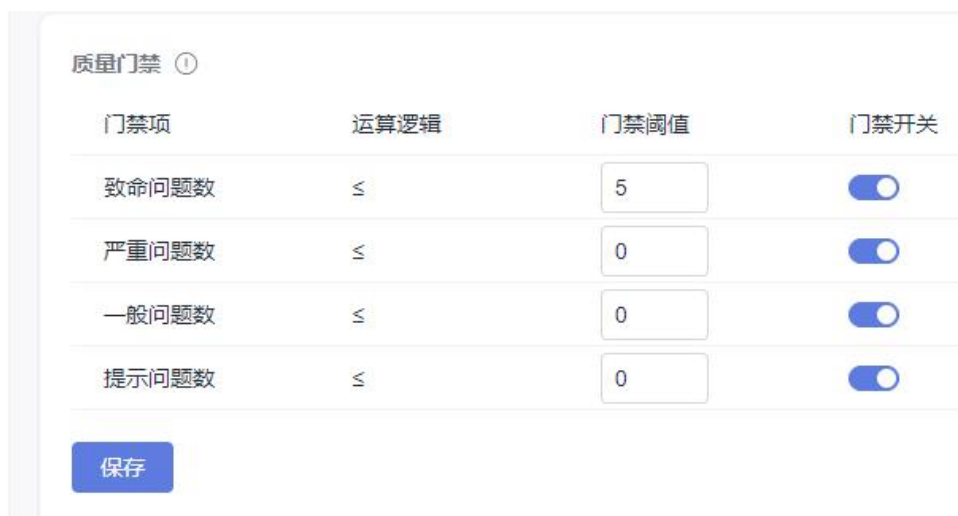 质量门禁
门禁项 运算逻辑 门禁阈值 门禁开关
致命问题数 ≤ 5
严重问题数 ≤ 0
一般问题数 ≤ 0
提示问题数 ≤ 0
保存